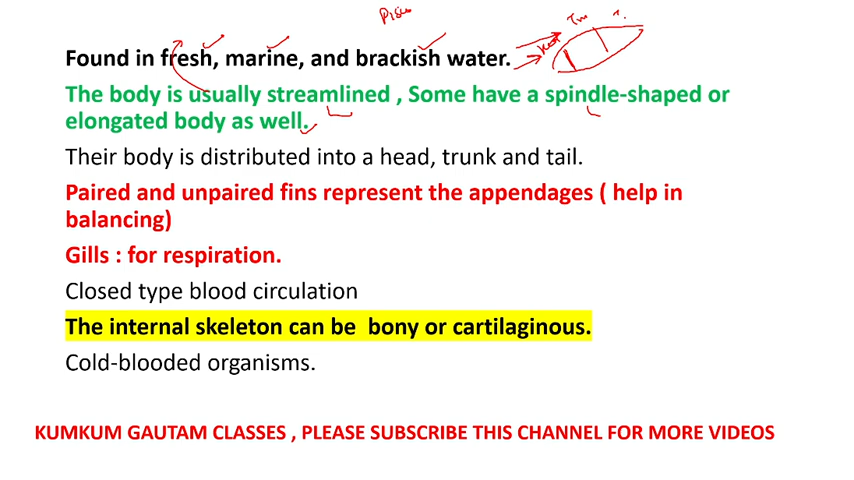 Found in fresh, marine, and brackish water.
The body is usually streamlined , Some have a spindle-shaped or
elongated body as well.
Their body is distributed into a head, trunk and tail.
Paired and unpaired fins represent the appendages ( help in
balancing)
Gills : for respiration.
Closed type blood circulation
The internal skeleton can be bony or cartilaginous.
Cold-blooded organisms.
KUMKUM GAUTAM CLASSES , PLEASE SUBSCRIBE THIS CHANNEL FOR MORE VIDEOS